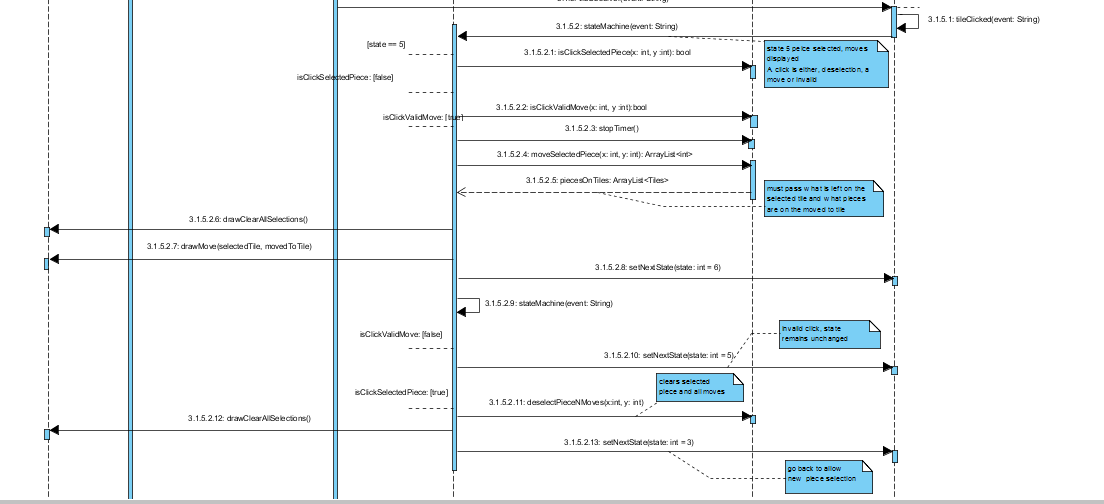 3.1.5.1: tileClicked(event: String)
3.1.5.2: stateMachine(event: String)
[state == 5]
state 5 peice selected, moves
displayed
A click is either, deselection, a
move or invalid
3.1.5.2.1: isClickSelectedPiece(x: int, y :int): bool
isClickSelectedPiece: [false]
3.1.5.2.2: isClickValidMove(x: int, y :int):bool
isClickValidMove: [true]
3.1.5.2.3: stopTimer()
3.1.5.2.4: moveSelectedPiece(x: int, y: int): ArrayList<int>
3.1.5.2.5: piecesOnTiles: ArrayList<Tiles>
must pass what is left on the
selected tile and what pieces
are on the moved to tile
3.1.5.2.6: drawClearAllSelections()
3.1.5.2.7: drawMove(selectedTile, movedToTile)
3.1.5.2.8: setNextState(state: int = 6)
3.1.5.2.9: stateMachine(event: String)
invalid click, state
remains unchanged
isClickValidMove: [false]
3.1.5.2.10: setNextState(state: int = 5)
clears selected
piece and all moves
isClickSelectedPiece: [true]
3.1.5.2.11: deselectPieceNMoves(x:int, y: int)
3.1.5.2.12: drawClearAllSelections()
3.1.5.2.13: setNextState(state: int = 3)
go back to allow
new piece selection